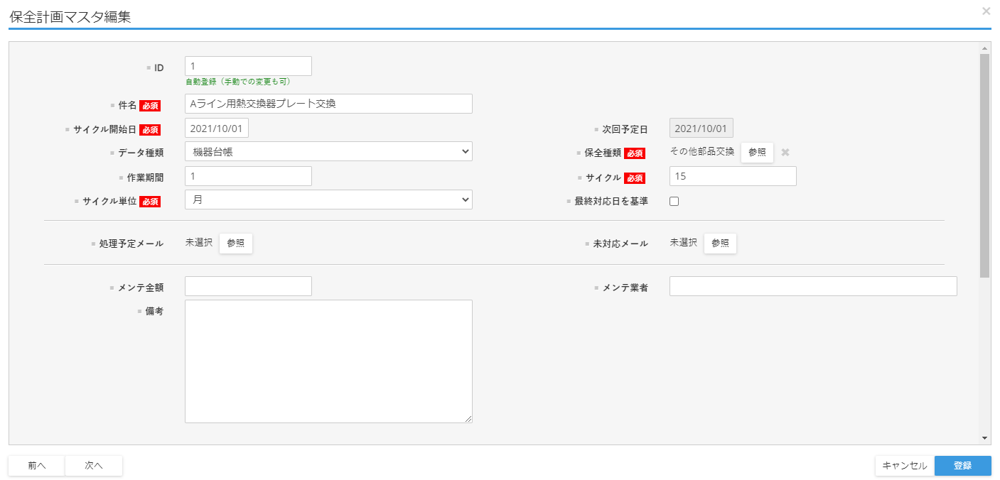 保全計画マスタ編集
ID 1
自動登録（手動での変更も可）
件名 必須 Aライン用熱交換器プレート交換
サイクル開始日 必須 2021/10/01 次回予定日 2021/10/01
データ種類 機器台帳 保全種類 必須 その他部品交換 参照
作業期間 1 サイクル 必須 15
サイクル単位 必須 月 最終対応日を基準
処理予定メール 未選択 参照 未対応メール 未選択 参照
メンテ金額 メンテ業者
備考
前へ 次へ キャンセル 登録